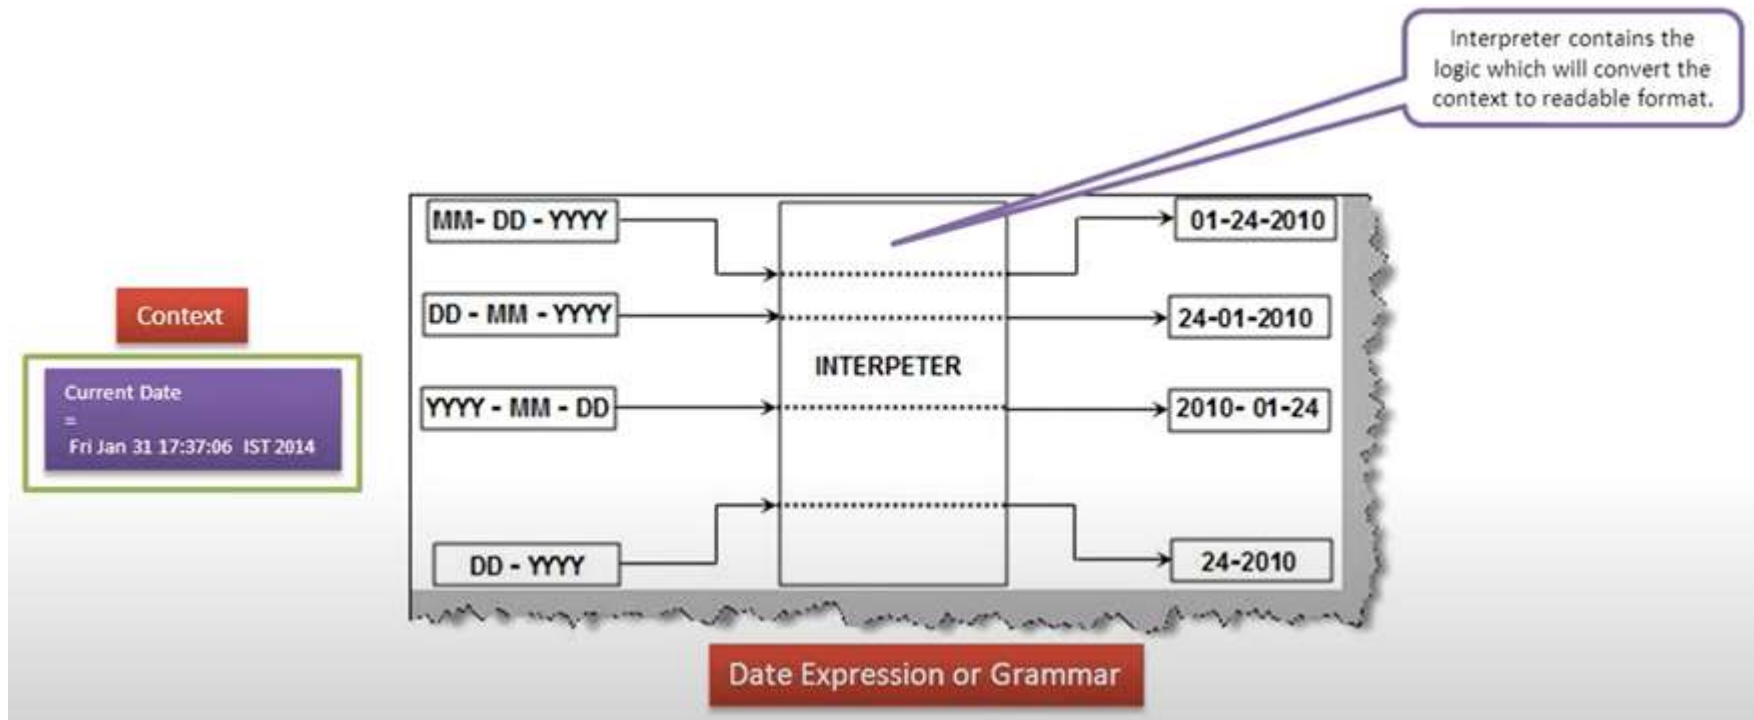 Interpreter contains the
logic which will convert the
context to readable format.
MM- DD - YYYY
01-24-2010
DD - MM - YYYY
24-01-2010
Context
INTERPETER
Current Date
=
Fri Jan 31 17:37:06 IST 2014
YYYY - MM - DD
2010- 01-24
DD - YYYY
24-2010
Date Expression or Grammar